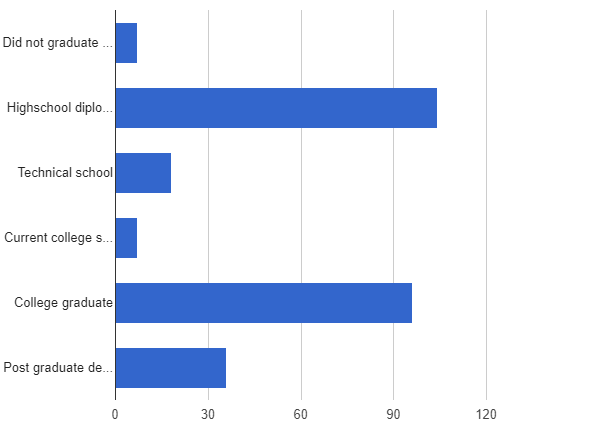 Did not graduate ...
Highschool diplo...
Technical school
Current college s...
College graduate
Post graduate de...
0 30 60 90 120